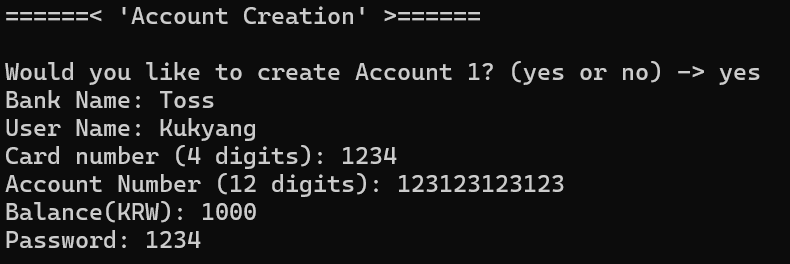 ======< 'Account Creation' >======
Would you like to create Account 1? (yes or no) -> yes
Bank Name: Toss
User Name: Kukyang
Card number (4 digits): 1234
Account Number (12 digits): 123123123123
Balance(KRW): 1000
Password: 1234